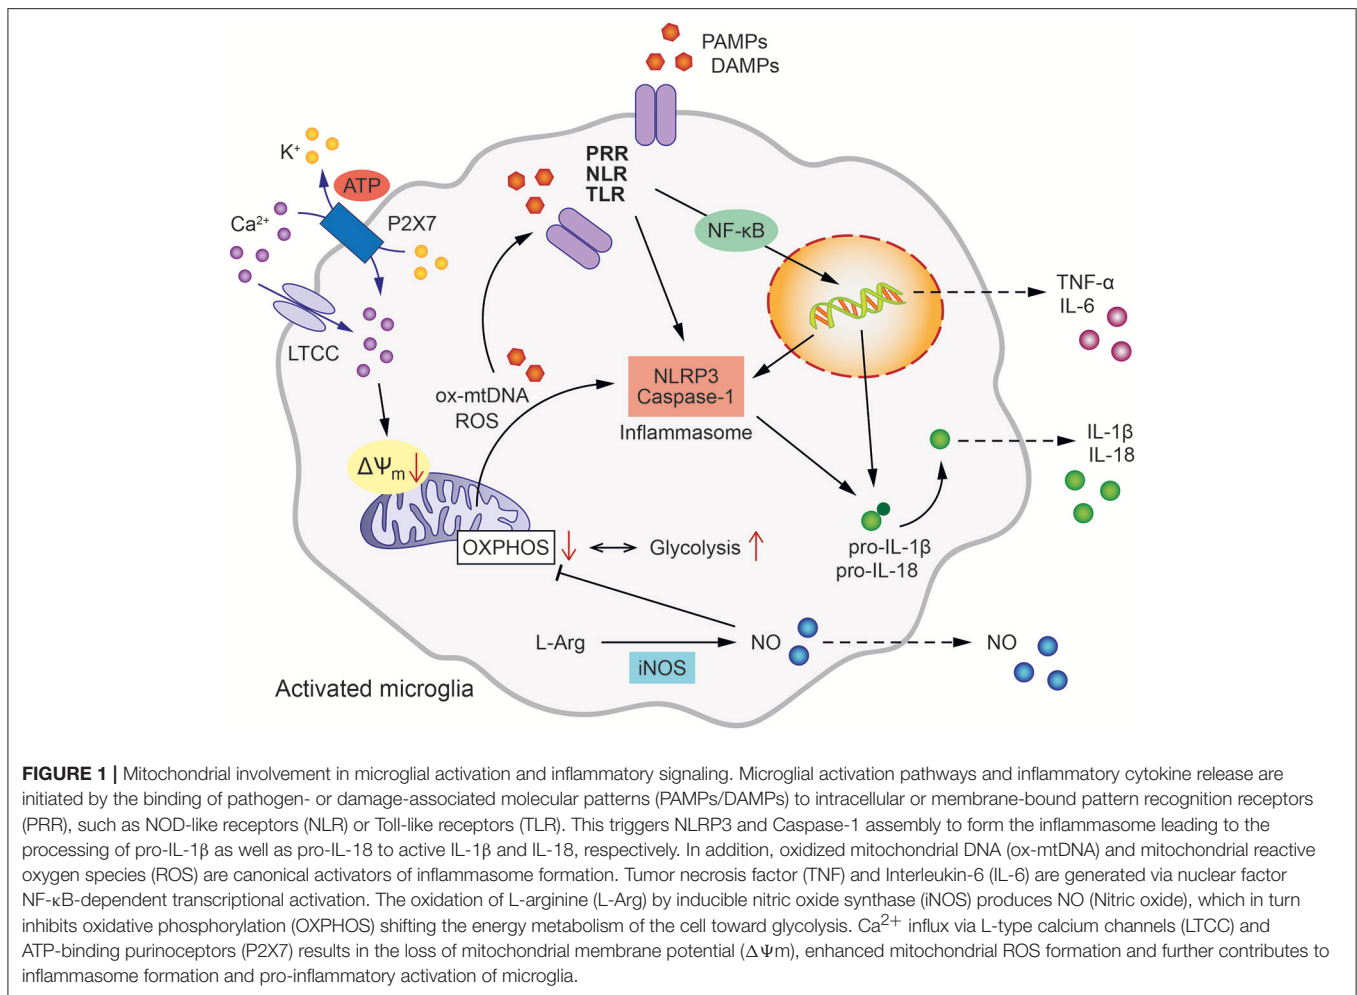 PAMPs
DAMPs
K⁺
ATP
Ca²⁺
P2X7
LTCC
PRR
NLR
TLR
NF-κB
TNF-α
IL-6
ox-mtDNA
ROS
NLRP3
Caspase-1
Inflammasome
IL-1β
IL-18
ΔΨm
OXPHOS
Glycolysis
pro-IL-1β
pro-IL-18
L-Arg
iNOS
NO
NO
Activated microglia
FIGURE 1 | Mitochondrial involvement in microglial activation and inflammatory signaling. Microglial activation pathways and inflammatory cytokine release are
initiated by the binding of pathogen- or damage-associated molecular patterns (PAMPs/DAMPs) to intracellular or membrane-bound pattern recognition receptors
(PRR), such as NOD-like receptors (NLR) or Toll-like receptors (TLR). This triggers NLRP3 and Caspase-1 assembly to form the inflammasome leading to the
processing of pro-IL-1β as well as pro-IL-18 to active IL-1β and IL-18, respectively. In addition, oxidized mitochondrial DNA (ox-mtDNA) and mitochondrial reactive
oxygen species (ROS) are canonical activators of inflammasome formation. Tumor necrosis factor (TNF) and Interleukin-6 (IL-6) are generated via nuclear factor
NF-κB-dependent transcriptional activation. The oxidation of L-arginine (L-Arg) by inducible nitric oxide synthase (iNOS) produces NO (Nitric oxide), which in turn
inhibits oxidative phosphorylation (OXPHOS) shifting the energy metabolism of the cell toward glycolysis. Ca²⁺ influx via L-type calcium channels (LTCC) and
ATP-binding purinoceptors (P2X7) results in the loss of mitochondrial membrane potential (ΔΨm), enhanced mitochondrial ROS formation and further contributes to
inflammasome formation and pro-inflammatory activation of microglia.